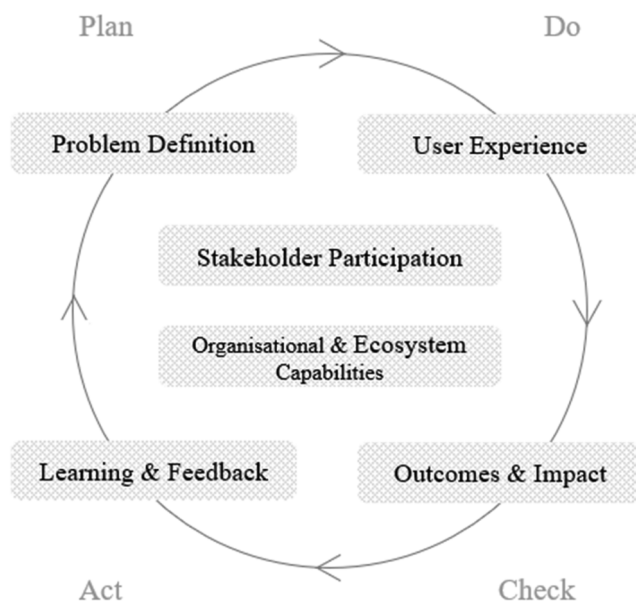 Plan
Do
Problem Definition
User Experience
Stakeholder Participation
Organisational & Ecosystem
Capabilities
Learning & Feedback
Outcomes & Impact
Act
Check